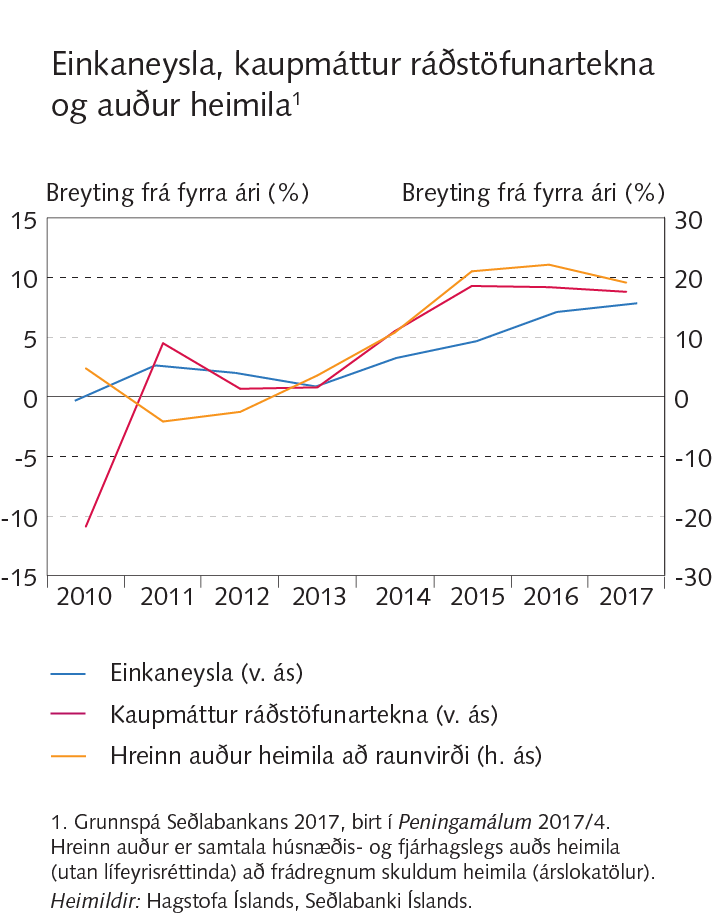 Einkaneysla, kaupmáttur ráðstöfunartekna
og auður heimila¹
Breyting frá fyrra ári (%)
Breyting frá fyrra ári (%)
15
30
10
20
5
10
0
0
-5
-10
-10
-20
-15
-30
2010 2011 2012 2013 2014 2015 2016 2017
Einkaneysla (v. ás)
Kaupmáttur ráðstöfunartekna (v. ás)
Hreinn auður heimila að raunvirði (h. ás)
1. Grunnspá Seðlabankans 2017, birt í Peningamálum 2017/4.
Hreinn auður er samtala húsnæðis- og fjárhagslegs auðs heimila
(utan lífeyrisréttinda) að frádregnum skuldum heimila (árslokatölur).
Heimildir: Hagstofa Íslands, Seðlabanki Íslands.